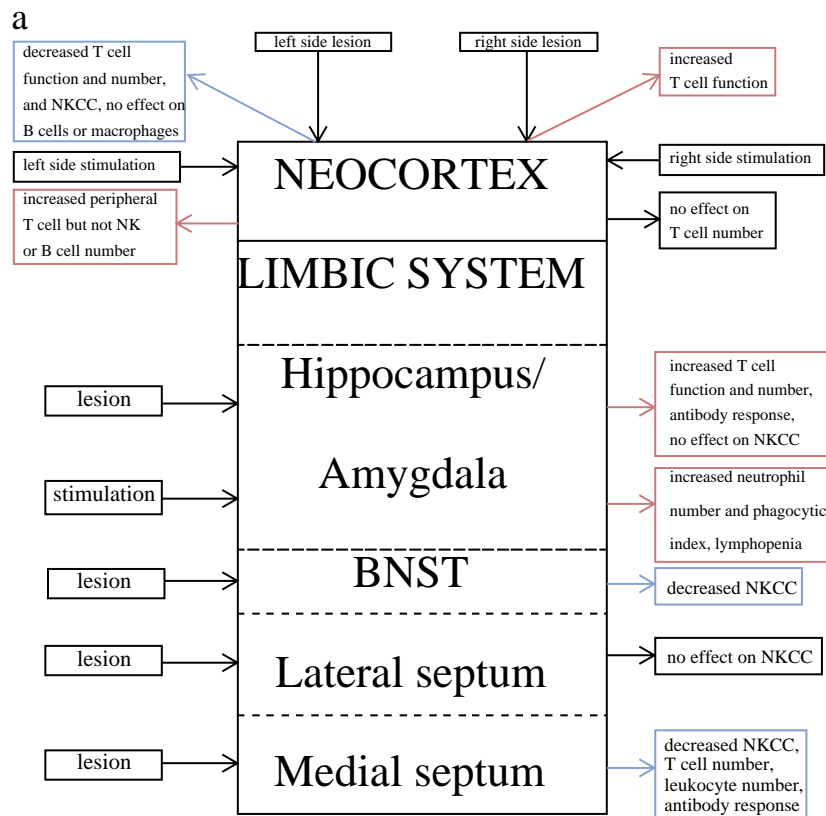 a
left side lesion
right side lesion
decreased T cell
function and number,
and NKCC, no effect on
B cells or macrophages
increased
T cell function
left side stimulation
NEOCORTEX
right side stimulation
increased peripheral
T cell but not NK
or B cell number
no effect on
T cell number
LIMBIC SYSTEM
lesion
Hippocampus/
increased T cell
function and number,
antibody response,
no effect on NKCC
stimulation
Amygdala
increased neutrophil
number and phagocytic
index, lymphopenia
lesion
BNST
decreased NKCC
lesion
Lateral septum
no effect on NKCC
lesion
Medial septum
decreased NKCC,
T cell number,
leukocyte number,
antibody response